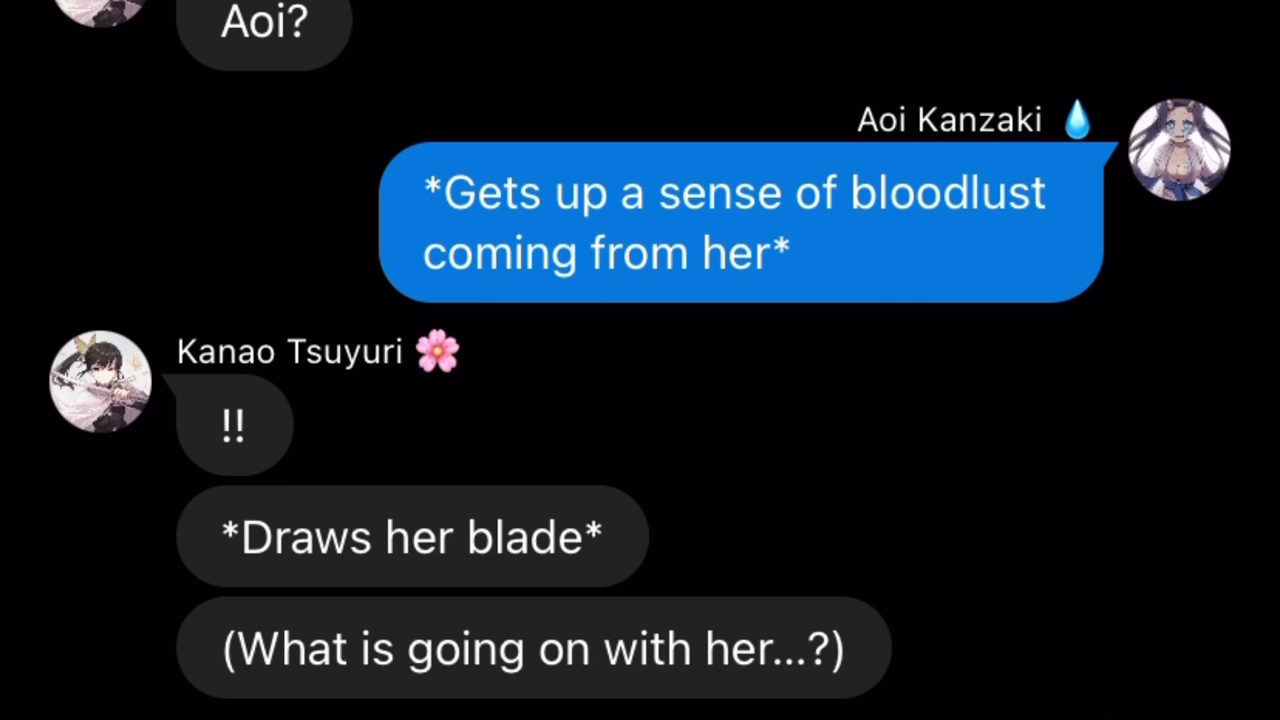 Aoi?
Aoi Kanzaki 💧
*Gets up a sense of bloodlust
coming from her*
Kanao Tsuyuri 🌸
!!
*Draws her blade*
(What is going on with her...?)